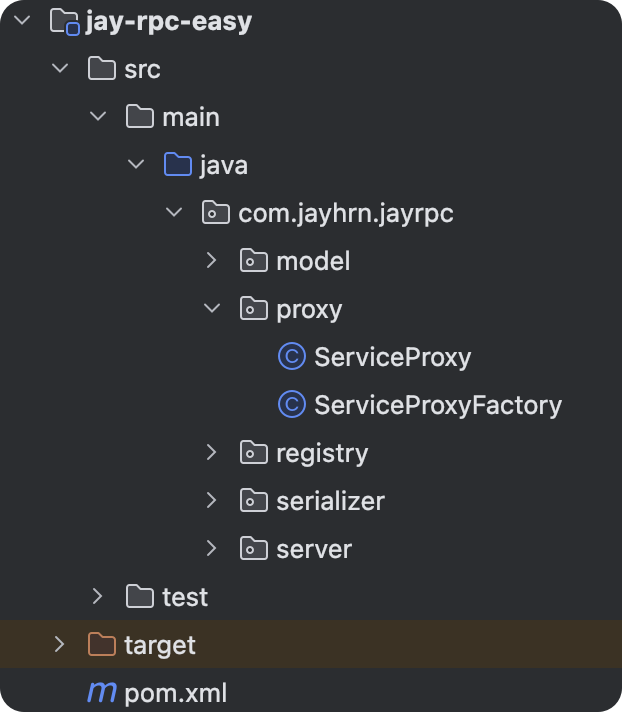 jay-rpc-easy
src
main
java
com.jayhrn.jayrpc
model
proxy
C ServiceProxy
C ServiceProxyFactory
registry
serializer
server
test
target
m pom.xml